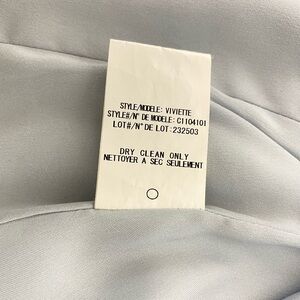 STYLE/MODELE: VIVIETTE
STYLE#/N° DE MODELE: C1104101
LOT#/N° DE LOT: 232503
DRY CLEAN ONLY
NETTOYER A SEC SEULEMENT